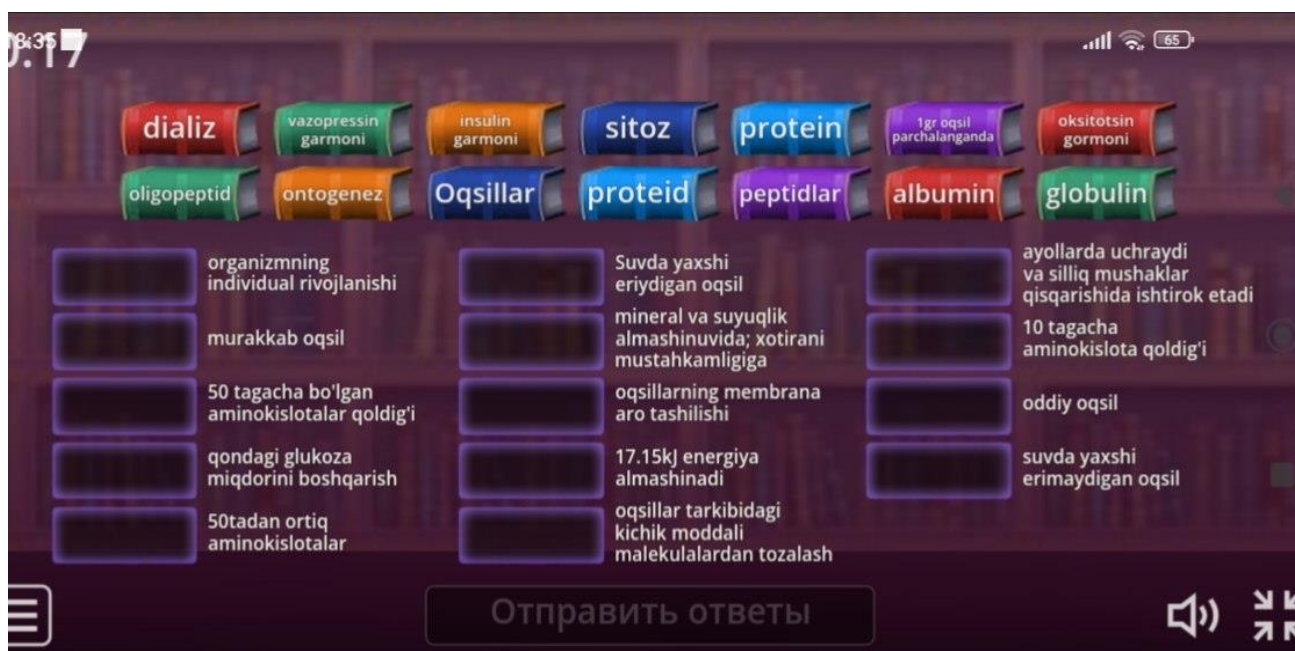 18:35
0:17
65
dializ
vazopressin
garmoni
insulin
garmoni
sitoz
protein
1gr oqsil
parchalanganda
oksitotsin
gormoni
oligopeptid
ontogenez
Oqsillar
proteid
peptidlar
albumin
globulin
organizmning
individual rivojlanishi
murakkab oqsil
50 tagacha bo'lgan
aminokislotalar qoldig'i
qondagi glukoza
miqdorini boshqarish
50tadan ortiq
aminokislotalar
Suvda yaxshi
eriydigan oqsil
mineral va suyuqlik
almashinuvida; xotirani
mustahkamligiga
oqsillarning membrana
aro tashilishi
17.15kJ energiya
almashinadi
oqsillar tarkibidagi
kichik moddali
malekulalardan tozalash
ayollarda uchraydi
va silliq mushaklar
qisqarishida ishtirok etadi
10 tagacha
aminokislota qoldig'i
oddiy oqsil
suvda yaxshi
erimaydigan oqsil
Отправить ответы